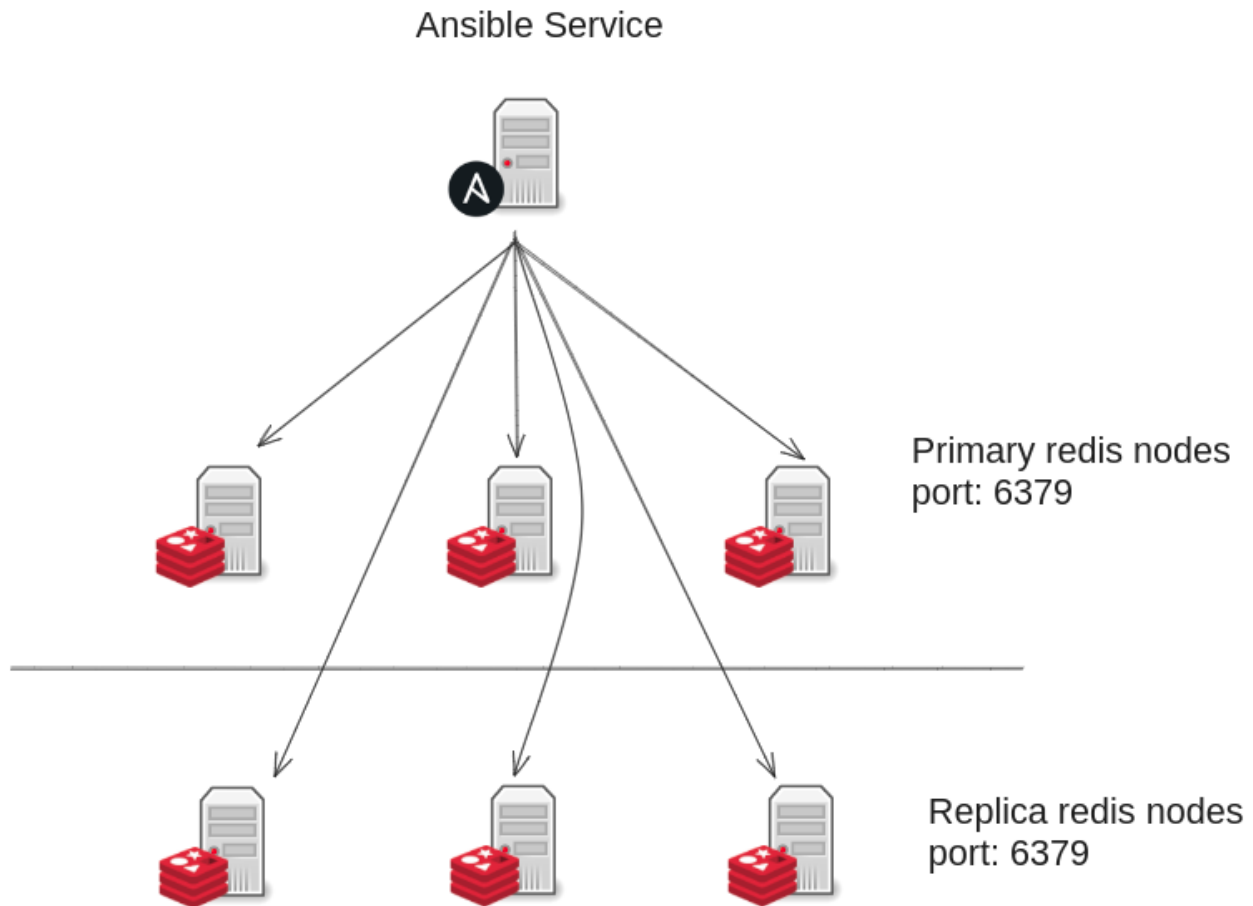 Ansible Service
Primary redis nodes
port: 6379
Replica redis nodes
port: 6379